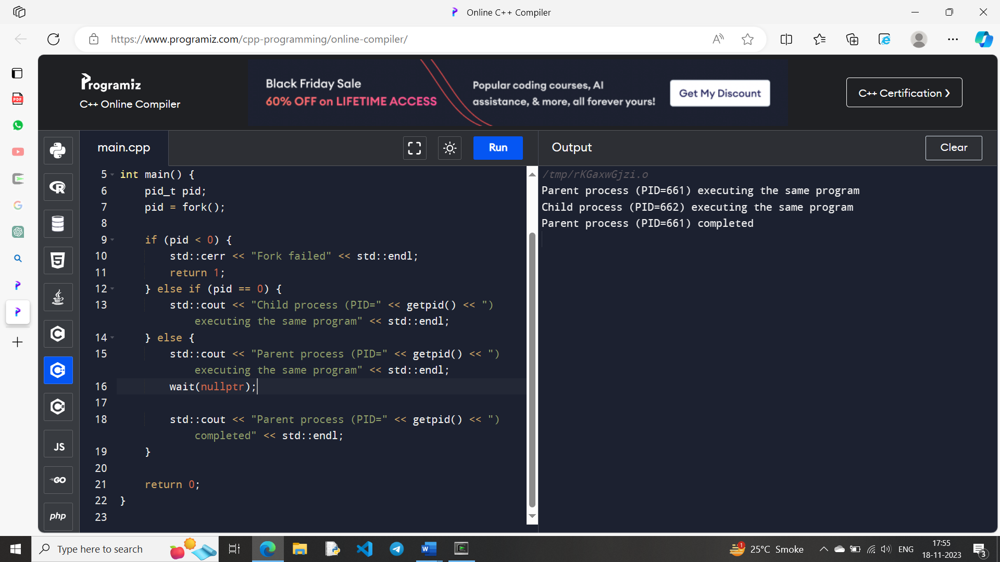 Online C++ Compiler
https://www.programiz.com/cpp-programming/online-compiler/
Programiz
C++ Online Compiler
Black Friday Sale
60% OFF on LIFETIME ACCESS
Popular coding courses, AI
assistance, & more, all forever yours!
Get My Discount
C++ Certification
main.cpp
Run
Output
Clear
5 int main() {
6 pid_t pid;
7 pid = fork();
8
9 if (pid < 0) {
10 std::cerr << "Fork failed" << std::endl;
11 return 1;
12 } else if (pid == 0) {
13 std::cout << "Child process (PID=" << getpid() << ")
executing the same program" << std::endl;
14 } else {
15 std::cout << "Parent process (PID=" << getpid() << ")
executing the same program" << std::endl;
16 wait(nullptr);
17
18 std::cout << "Parent process (PID=" << getpid() << ")
completed" << std::endl;
19 }
20
21 return 0;
22 }
23
/tmp/rKGaxwGjzi.o
Parent process (PID=661) executing the same program
Child process (PID=662) executing the same program
Parent process (PID=661) completed
PDF
R
5
C
C++
C#
JS
GO
php
Type here to search
W
1
25°C Smoke
ENG
17:55
18-11-2023
3